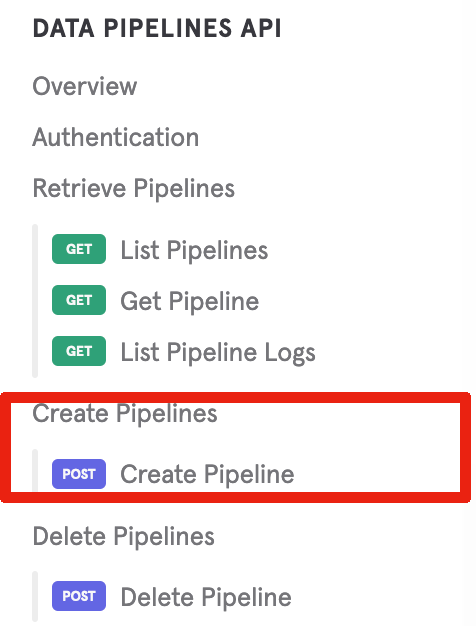 DATA PIPELINES API
Overview
Authentication
Retrieve Pipelines
GET List Pipelines
GET Get Pipeline
GET List Pipeline Logs
Create Pipelines
POST Create Pipeline
Delete Pipelines
POST Delete Pipeline